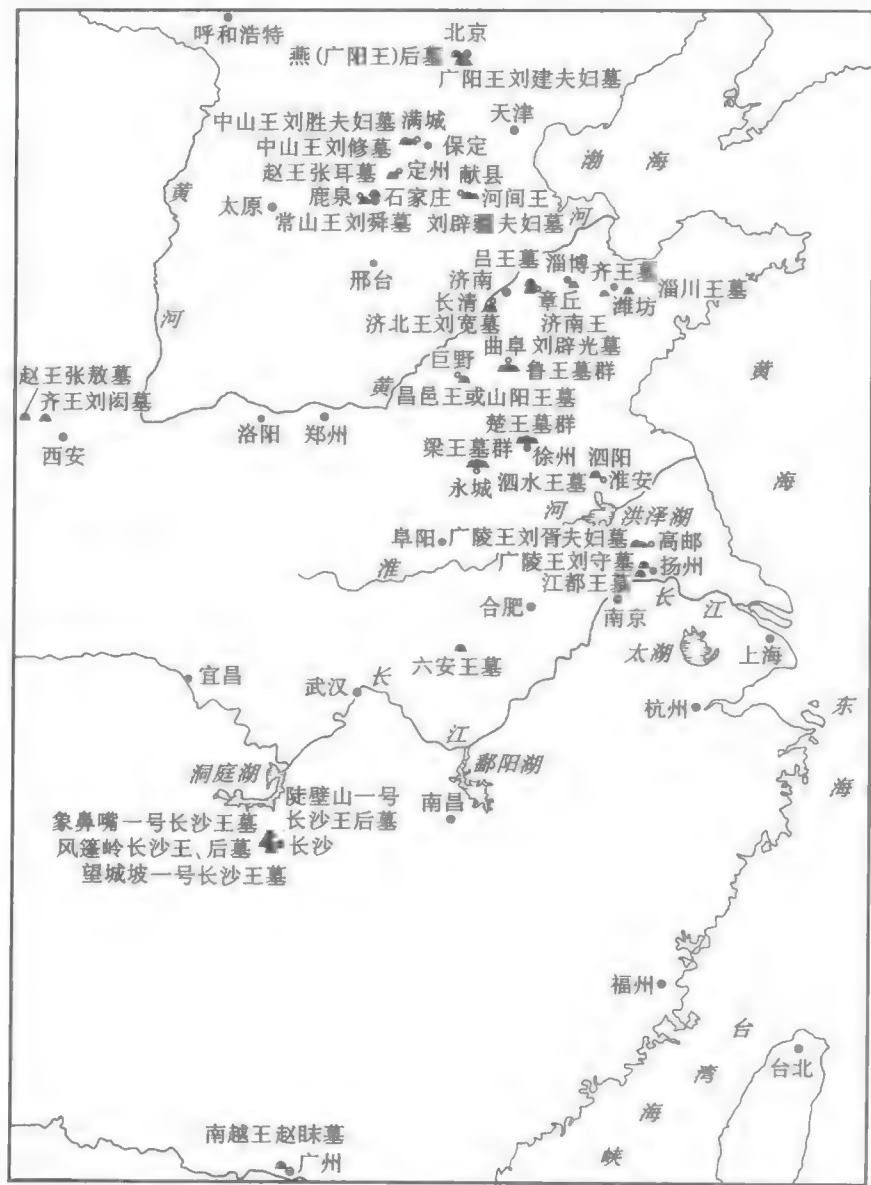 呼和浩特
北京
燕(广阳王)后墓
广阳王刘建夫妇墓
天津
中山王刘胜夫妇墓 满城
中山王刘修墓
保定
渤海
赵王张耳墓
定州
献县
鹿泉
石家庄
河间王
刘辟疆夫妇墓
太原
常山王刘舜墓
黄河
河
邢台
吕王墓
淄博
齐王墓
济南
长清
章丘
潍坊
淄川王墓
济北王刘宽墓
济南王
刘辟光墓
曲阜
巨野
鲁王墓群
黄
昌邑王或山阳王墓
黄海
赵王张敖墓
齐王刘闳墓
西安
洛阳
郑州
楚王墓群
梁王墓群
徐州
泗阳
永城
泗水王墓
淮安
河
洪泽湖
阜阳
广陵王刘胥夫妇墓
高邮
淮
广陵王刘守墓
扬州
江都王墓
合肥
南京
长江
太湖
上海
六安王墓
宜昌
武汉
长江
杭州
东海
洞庭湖
鄱阳湖
南昌
陡壁山一号
长沙王后墓
象鼻嘴一号长沙王墓
风篷岭长沙王、后墓
长沙
望城坡一号长沙王墓
福州
台湾海峡
台北
南越王赵眜墓
广州